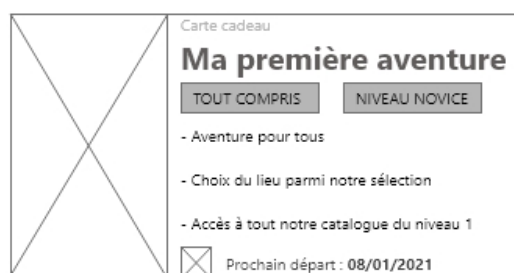 Carte cadeau
Ma première aventure
TOUT COMPRIS NIVEAU NOVICE
- Aventure pour tous
- Choix du lieu parmi notre sélection
- Accès à tout notre catalogue du niveau 1
Prochain départ : 08/01/2021